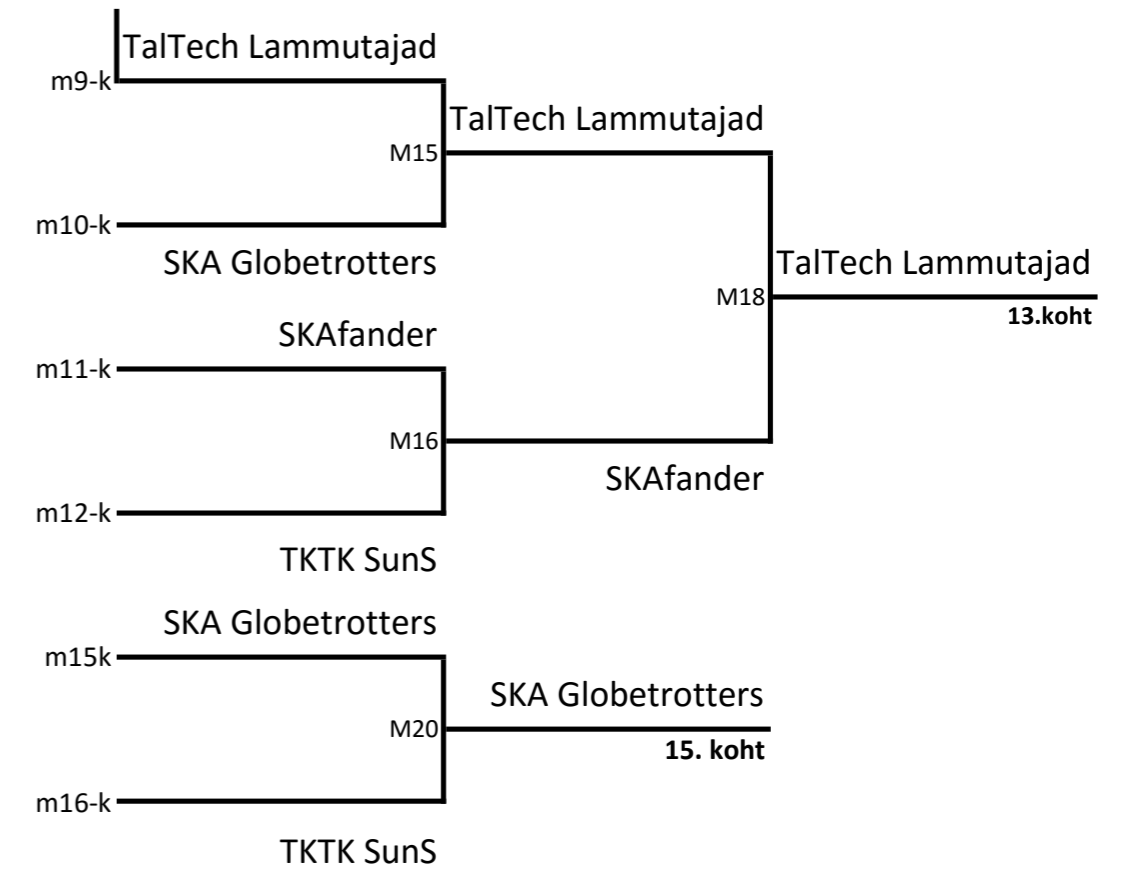 TalTech Lammutajad
m9-k
TalTech Lammutajad
M15
m10-k
SKA Globetrotters
TalTech Lammutajad
M18
13.koht
SKAfander
m11-k
M16
SKAfander
m12-k
TKTK SunS
SKA Globetrotters
m15k
SKA Globetrotters
M20
15. koht
m16-k
TKTK SunS